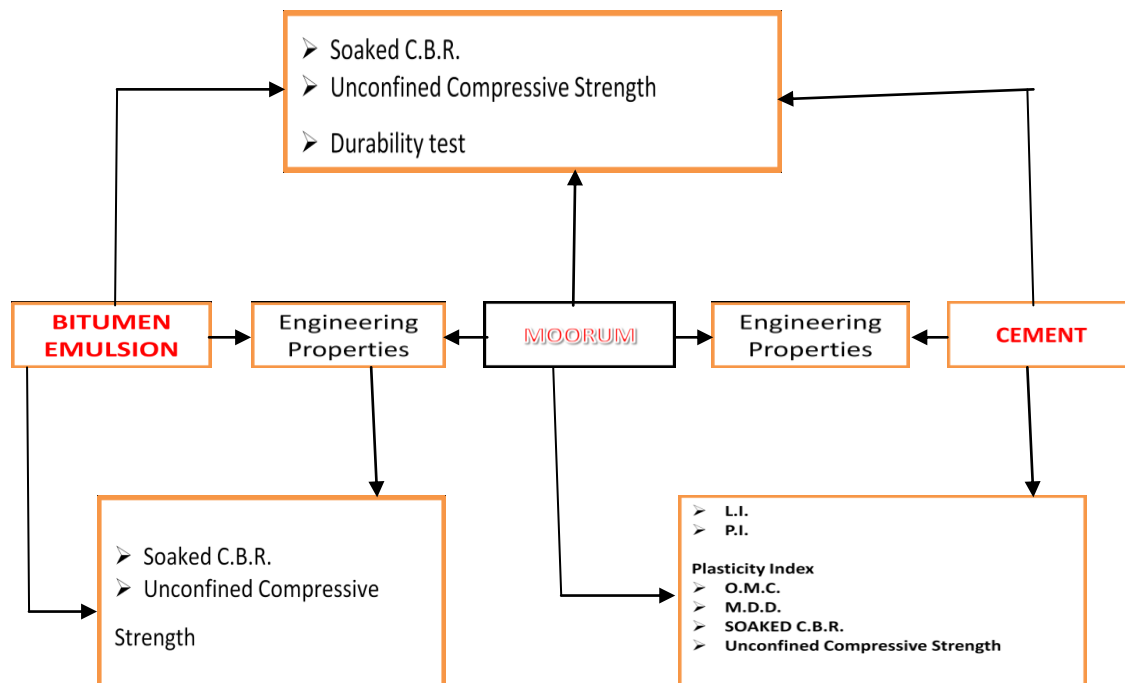 ➢ Soaked C.B.R.
➢ Unconfined Compressive Strength
➢ Durability test
BITUMEN
EMULSION
Engineering
Properties
MOORUM
Engineering
Properties
CEMENT
➢ Soaked C.B.R.
➢ Unconfined Compressive
Strength
➢ L.I.
➢ P.I.
Plasticity Index
➢ O.M.C.
➢ M.D.D.
➢ SOAKED C.B.R.
➢ Unconfined Compressive Strength